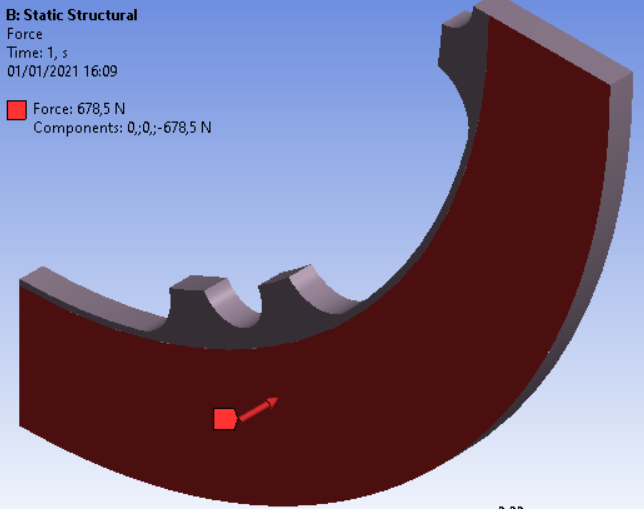 B: Static Structural
Force
Time: 1, s
01/01/2021 16:09
Force: 678,5 N
Components: 0,;0,;-678,5 N